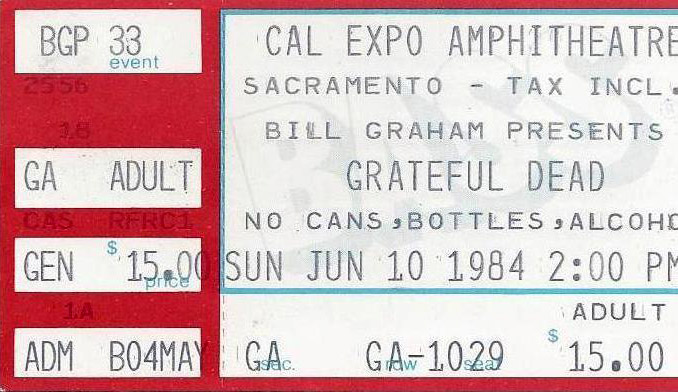 BGP 33
event
2556
18
GA ADULT
CAS RFRC1
$
GEN 15.00
price
1A
ADM B04MAY
CAL EXPO AMPHITHEATRE
SACRAMENTO - TAX INCL.
BILL GRAHAM PRESENTS
GRATEFUL DEAD
NO CANS,BOTTLES,ALCOHO
SUN JUN 10 1984 2:00 PM
ADULT
GA GA-1029 $ 15.00
sec. row seat
BASS